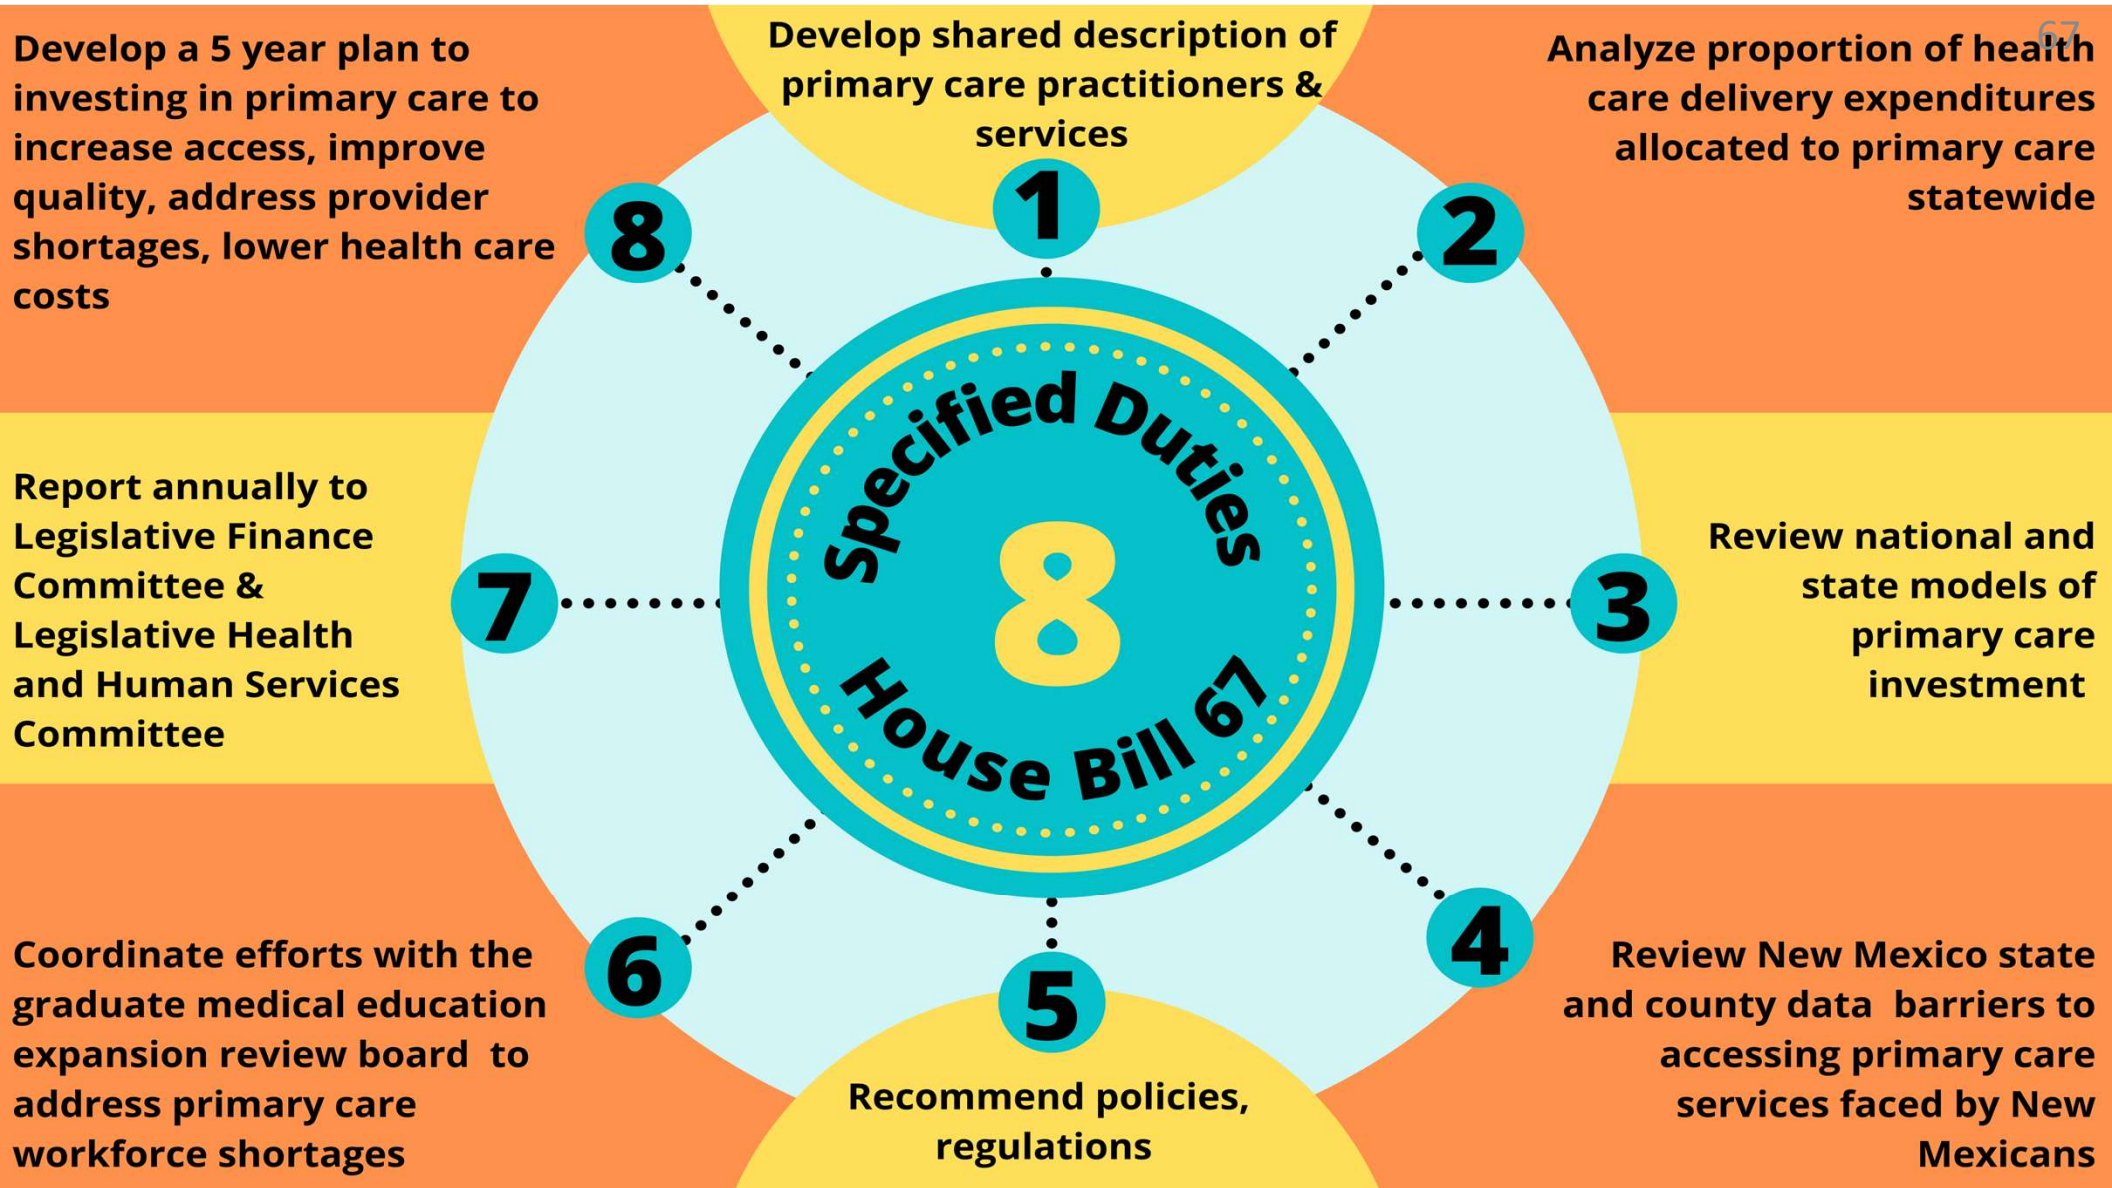 67
Develop shared description of
primary care practitioners &
services
1
Analyze proportion of health
care delivery expenditures
allocated to primary care
statewide
2
Review national and
state models of
primary care
investment
3
Review New Mexico state
and county data  barriers to
accessing primary care
services faced by New
Mexicans
4
5
Recommend policies,
regulations
6
Coordinate efforts with the
graduate medical education
expansion review board  to
address primary care
workforce shortages
7
Report annually to
Legislative Finance
Committee &
Legislative Health
and Human Services
Committee
8
Develop a 5 year plan to
investing in primary care to
increase access, improve
quality, address provider
shortages, lower health care
costs
Specified Duties
8
House Bill 67